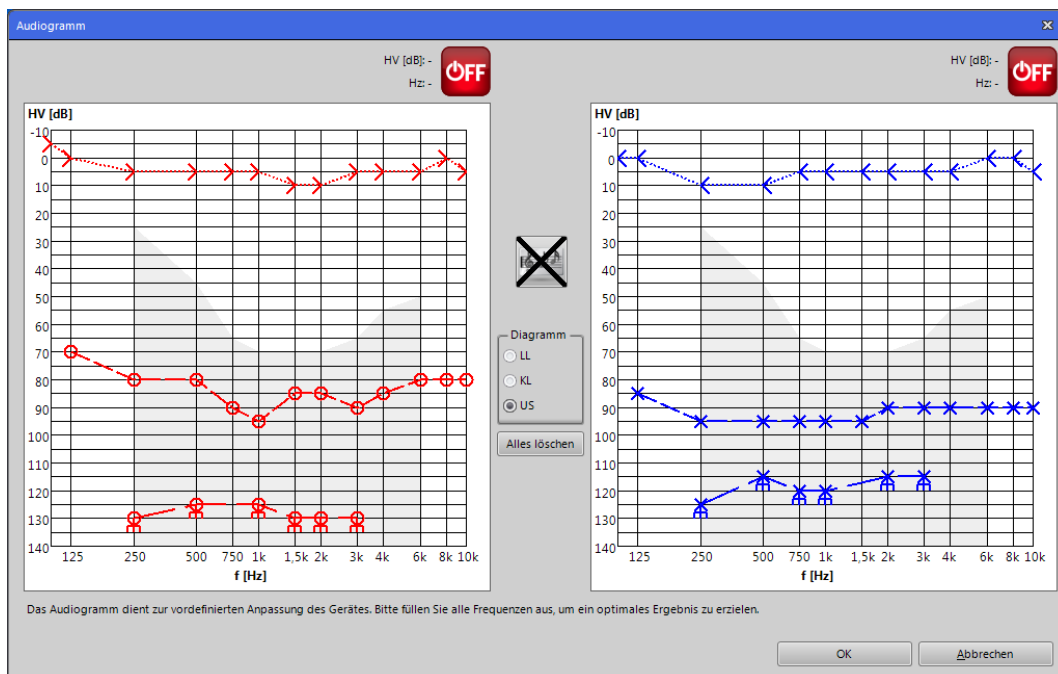 Audiogramm
HV [dB]: -
Hz: -
OFF
HV [dB]: -
Hz: -
OFF
HV [dB]
-10
0
10
20
30
40
50
60
70
80
90
100
110
120
130
140
125 250 500 750 1k 1,5k 2k 3k 4k 6k 8k 10k
f [Hz]
Diagramm
LL
KL
US
Alles löschen
HV [dB]
-10
0
10
20
30
40
50
60
70
80
90
100
110
120
130
140
125 250 500 750 1k 1,5k 2k 3k 4k 6k 8k 10k
f [Hz]
Das Audiogramm dient zur vordefinierten Anpassung des Gerätes. Bitte füllen Sie alle Frequenzen aus, um ein optimales Ergebnis zu erzielen.
OK
Abbrechen